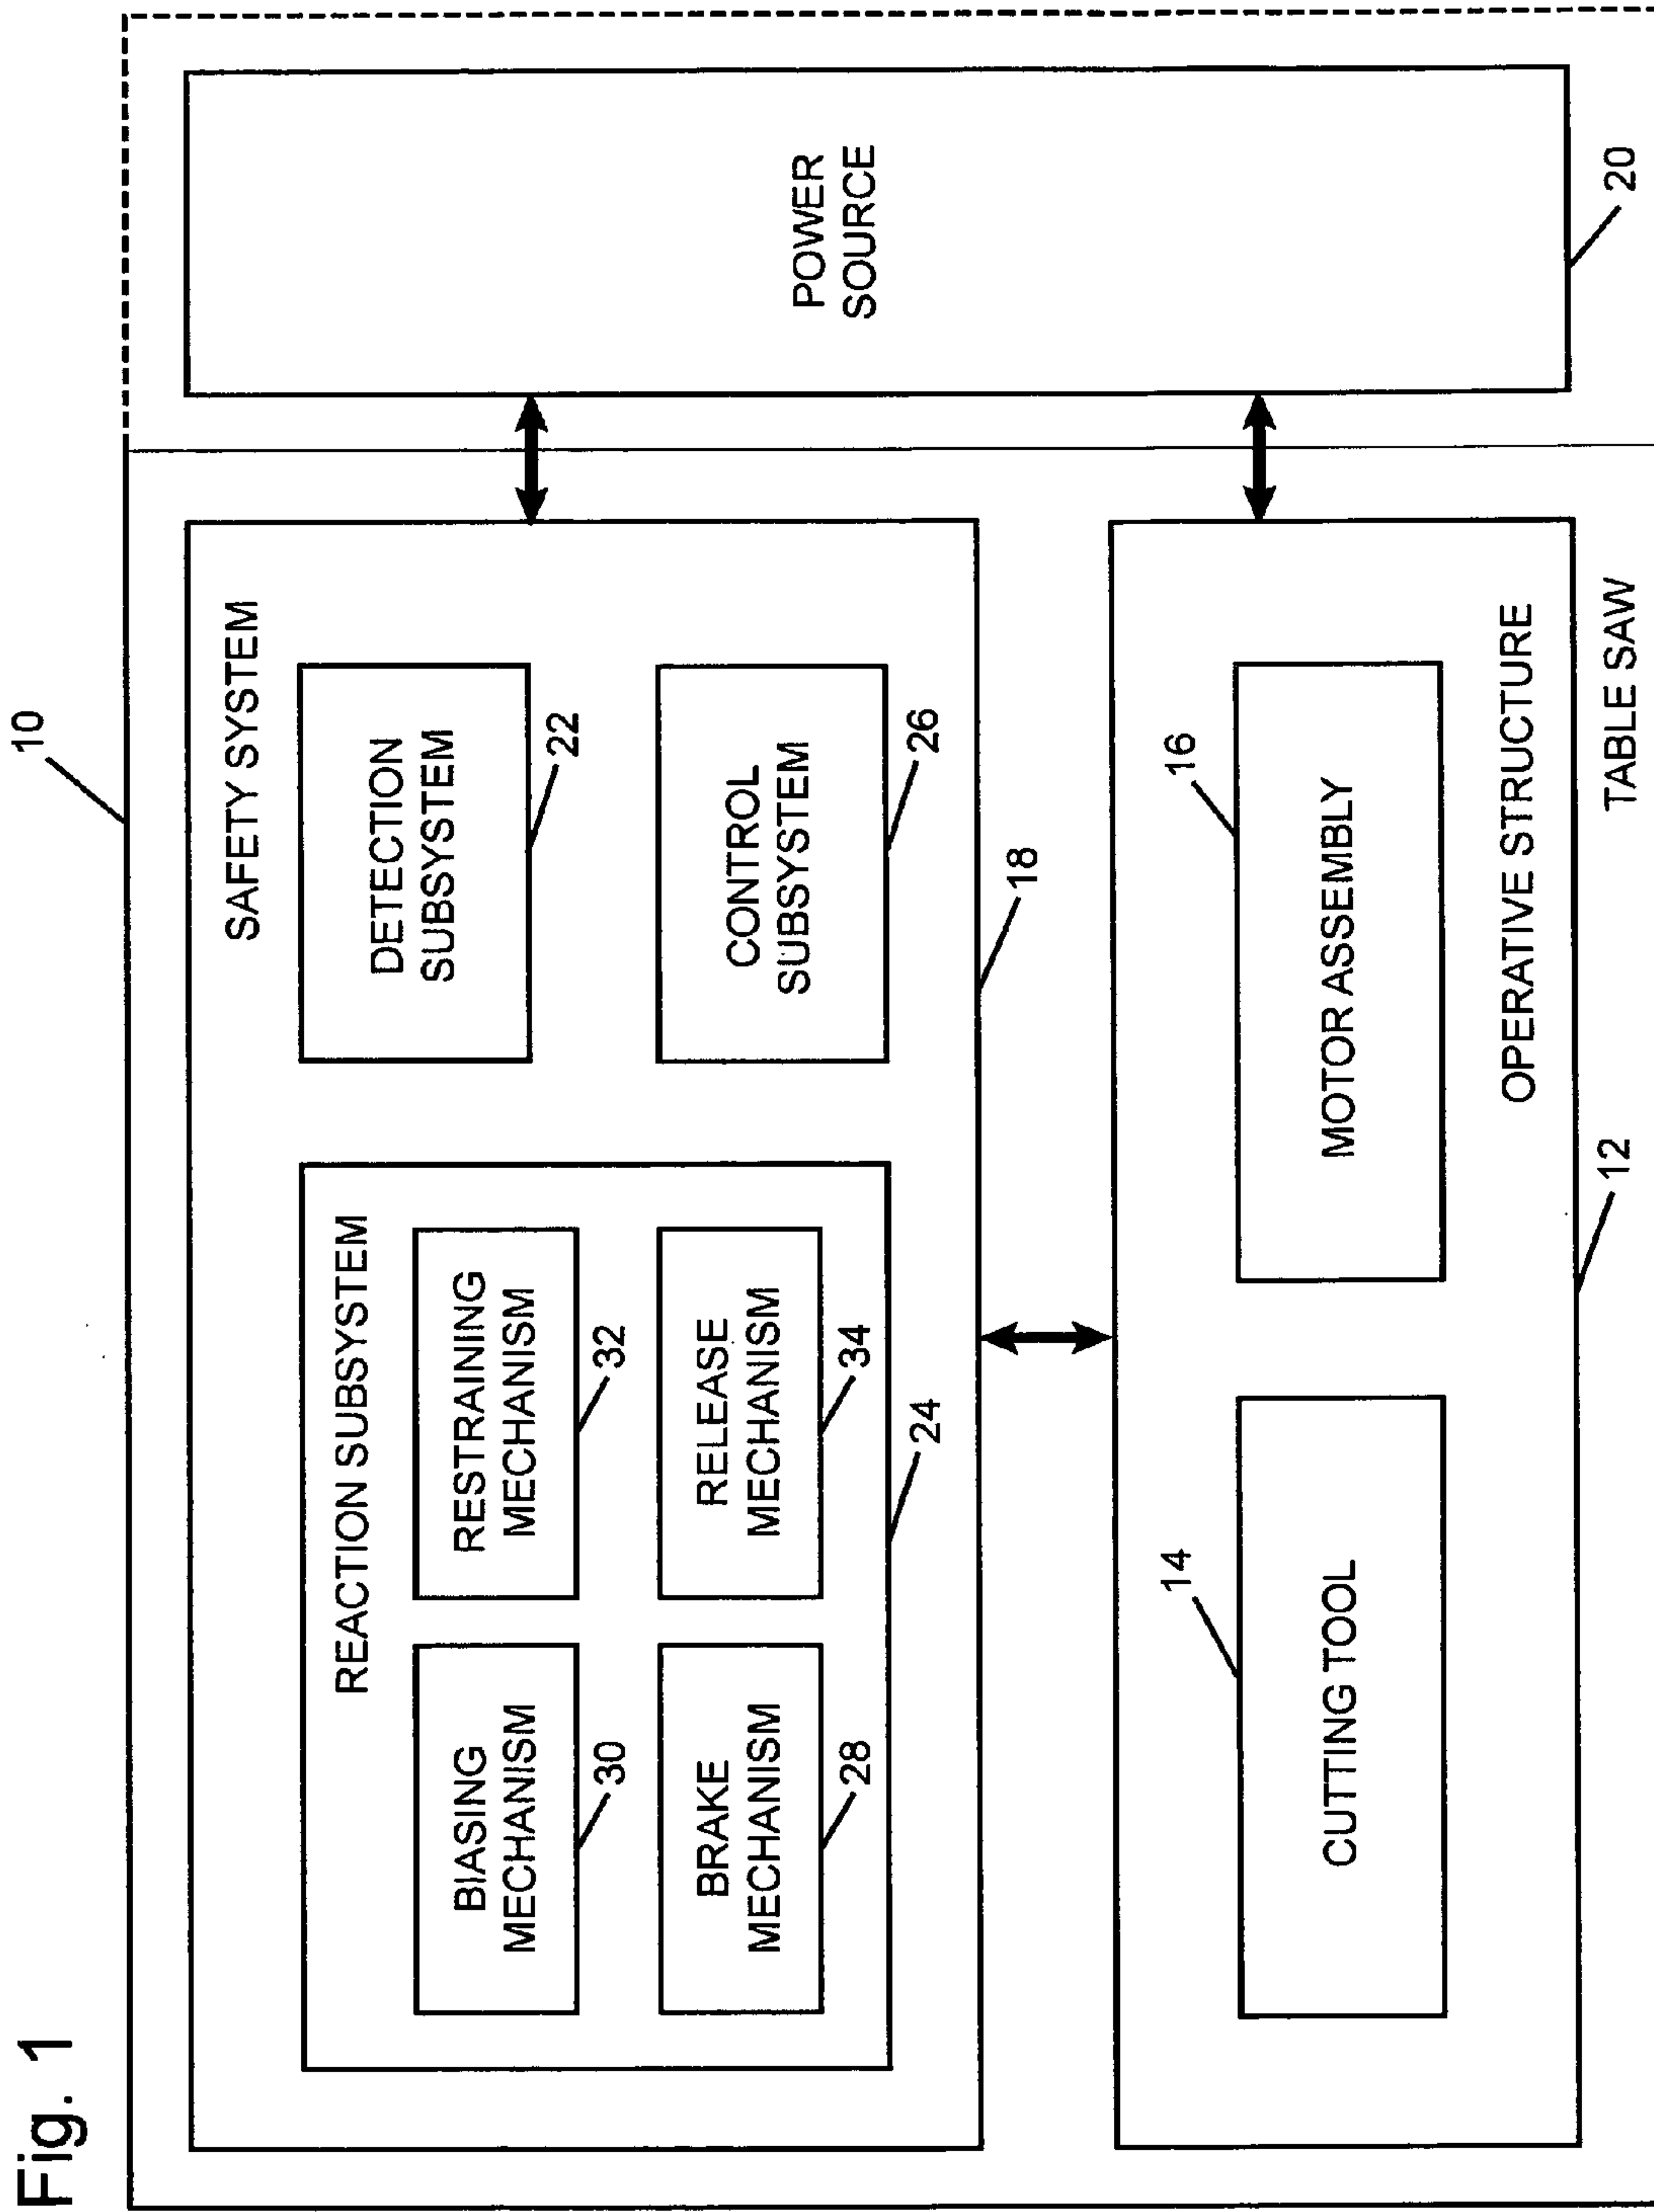 Fig. 1
10
SAFETY SYSTEM
REACTION SUBSYSTEM
BIASING
MECHANISM
30
RESTRAINING
MECHANISM
32
BRAKE
MECHANISM
28
RELEASE
MECHANISM
34
24
DETECTION
SUBSYSTEM
22
CONTROL
SUBSYSTEM
26
18
POWER
SOURCE
20
14
CUTTING TOOL
16
MOTOR ASSEMBLY
OPERATIVE STRUCTURE
12
TABLE SAW